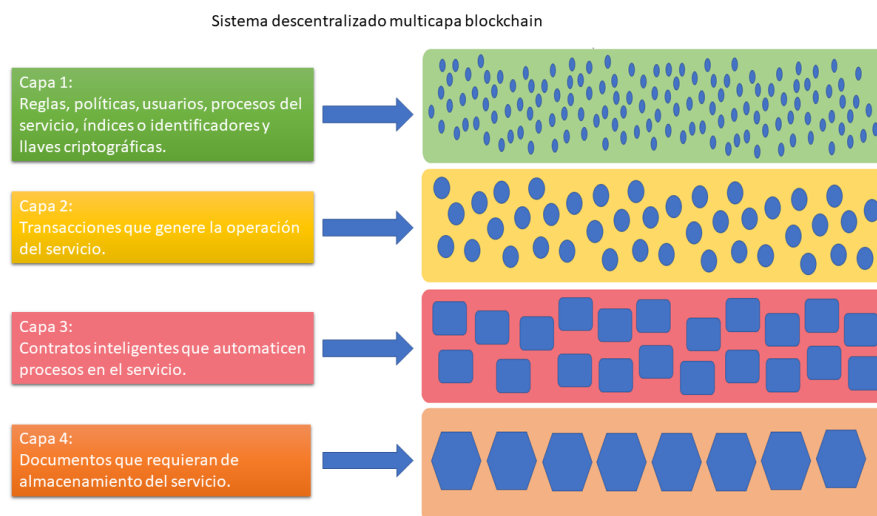 Sistema descentralizado multicapa blockchain
Capa 1:
Reglas, políticas, usuarios, procesos del
servicio, índices o identificadores y
llaves criptográficas.
Capa 2:
Transacciones que genere la operación
del servicio.
Capa 3:
Contratos inteligentes que automaticen
procesos en el servicio.
Capa 4:
Documentos que requieran de
almacenamiento del servicio.